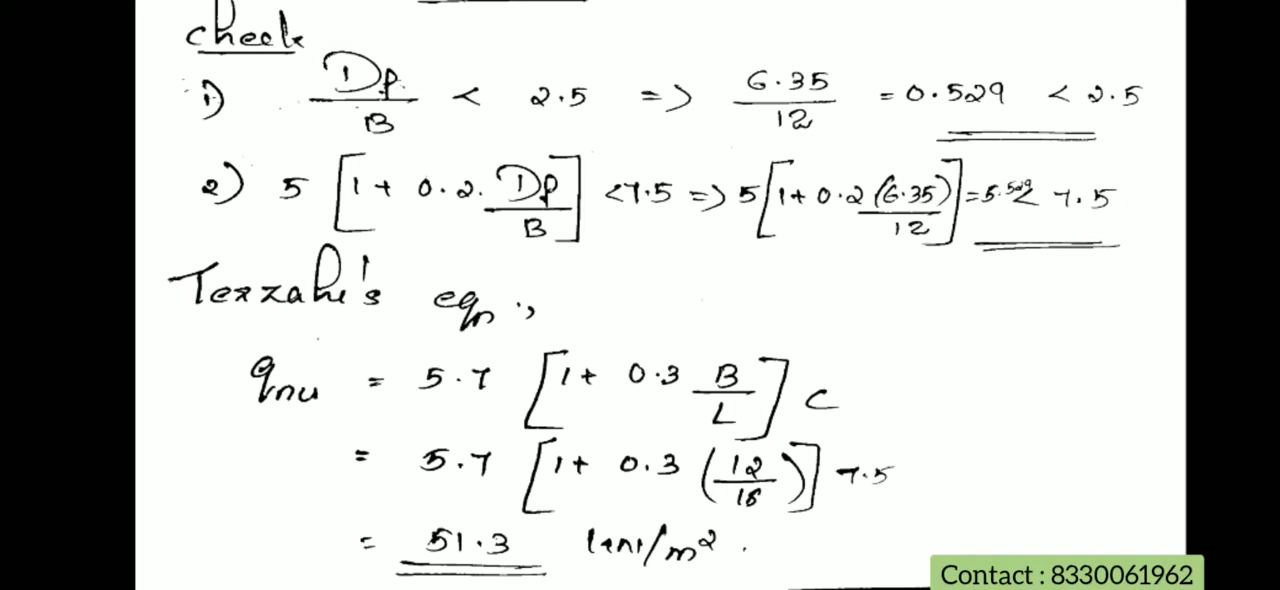 check
1) Df/B < 2.5 => 6.35/12 = 0.529 < 2.5
2) 5 [1 + 0.2. Df/B] < 7.5 => 5 [1 + 0.2 (6.35)/12] = 5.529 < 7.5
Terzahi's eqn.,
qnu = 5.7 [1 + 0.3 B/L] C
= 5.7 [1 + 0.3 (12/18)] 7.5
= 51.3 /m2.
Contact : 8330061962